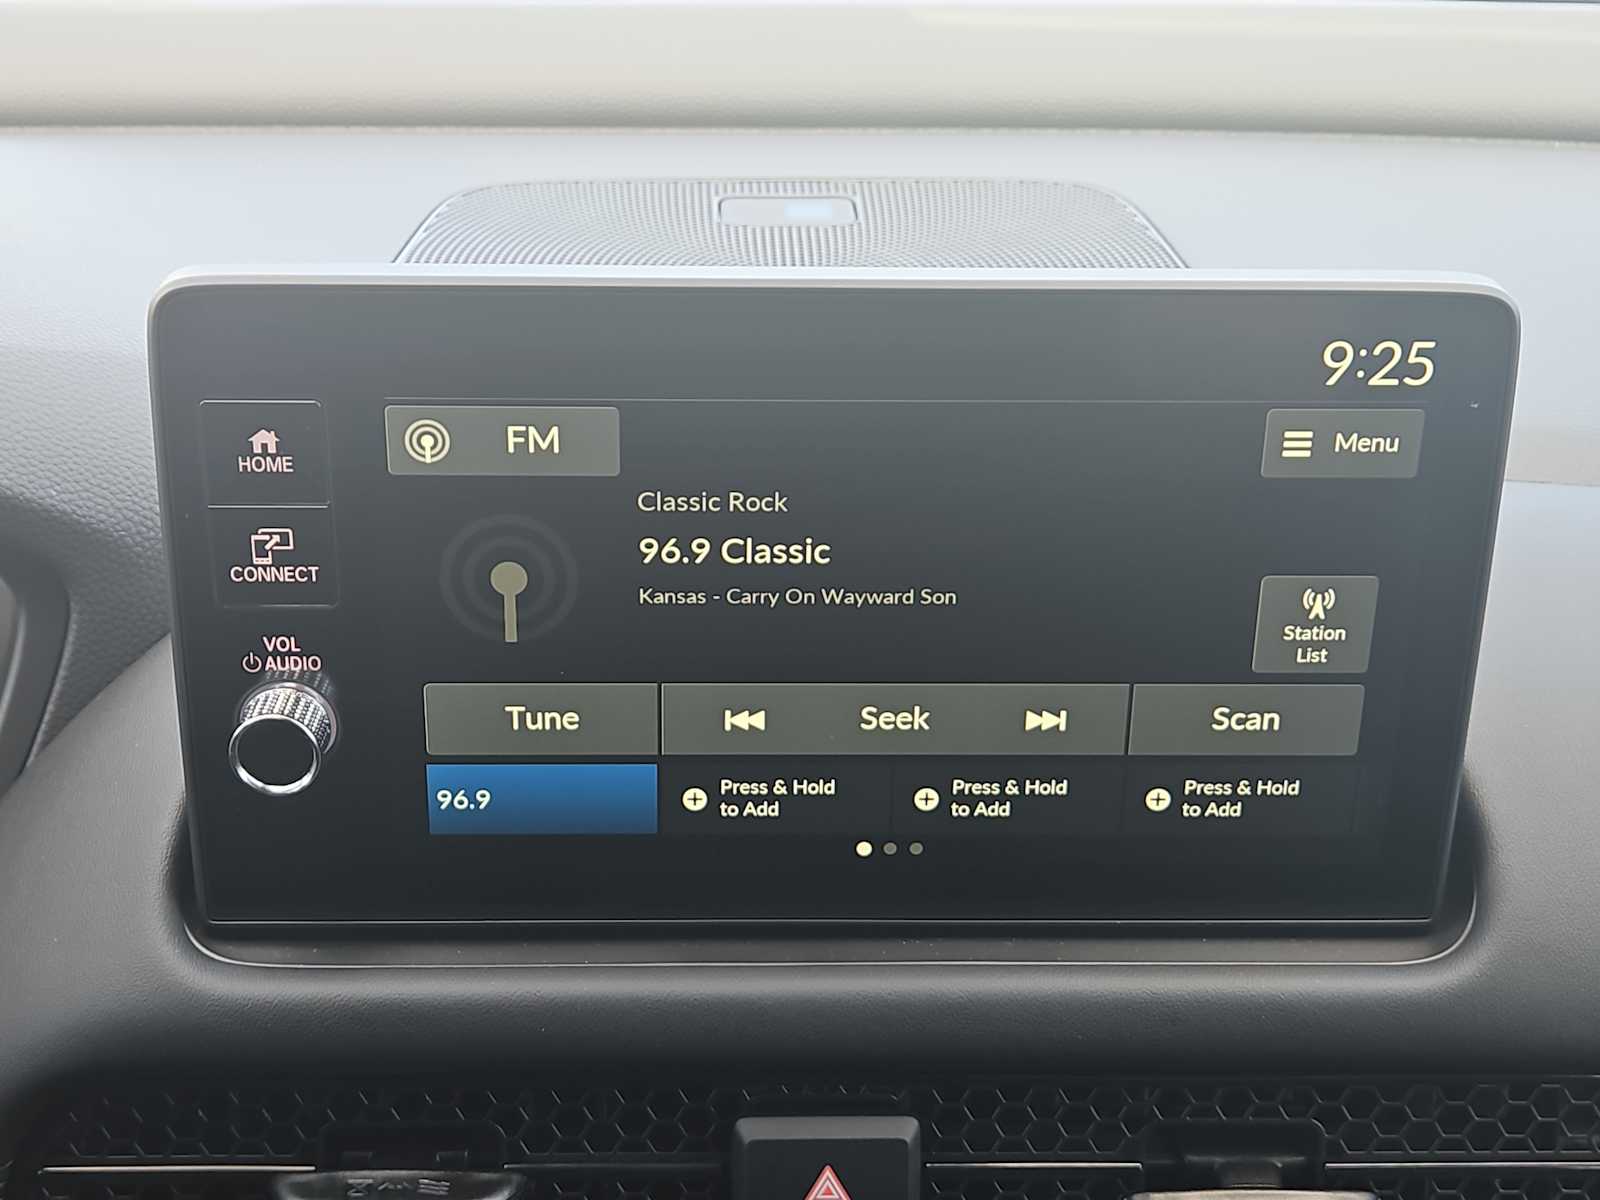 9:25
HOME
FM
Menu
Classic Rock
96.9 Classic
Kansas - Carry On Wayward Son
CONNECT
Station
List
VOL
AUDIO
Tune
Seek
Scan
96.9
Press & Hold
to Add
Press & Hold
to Add
Press & Hold
to Add